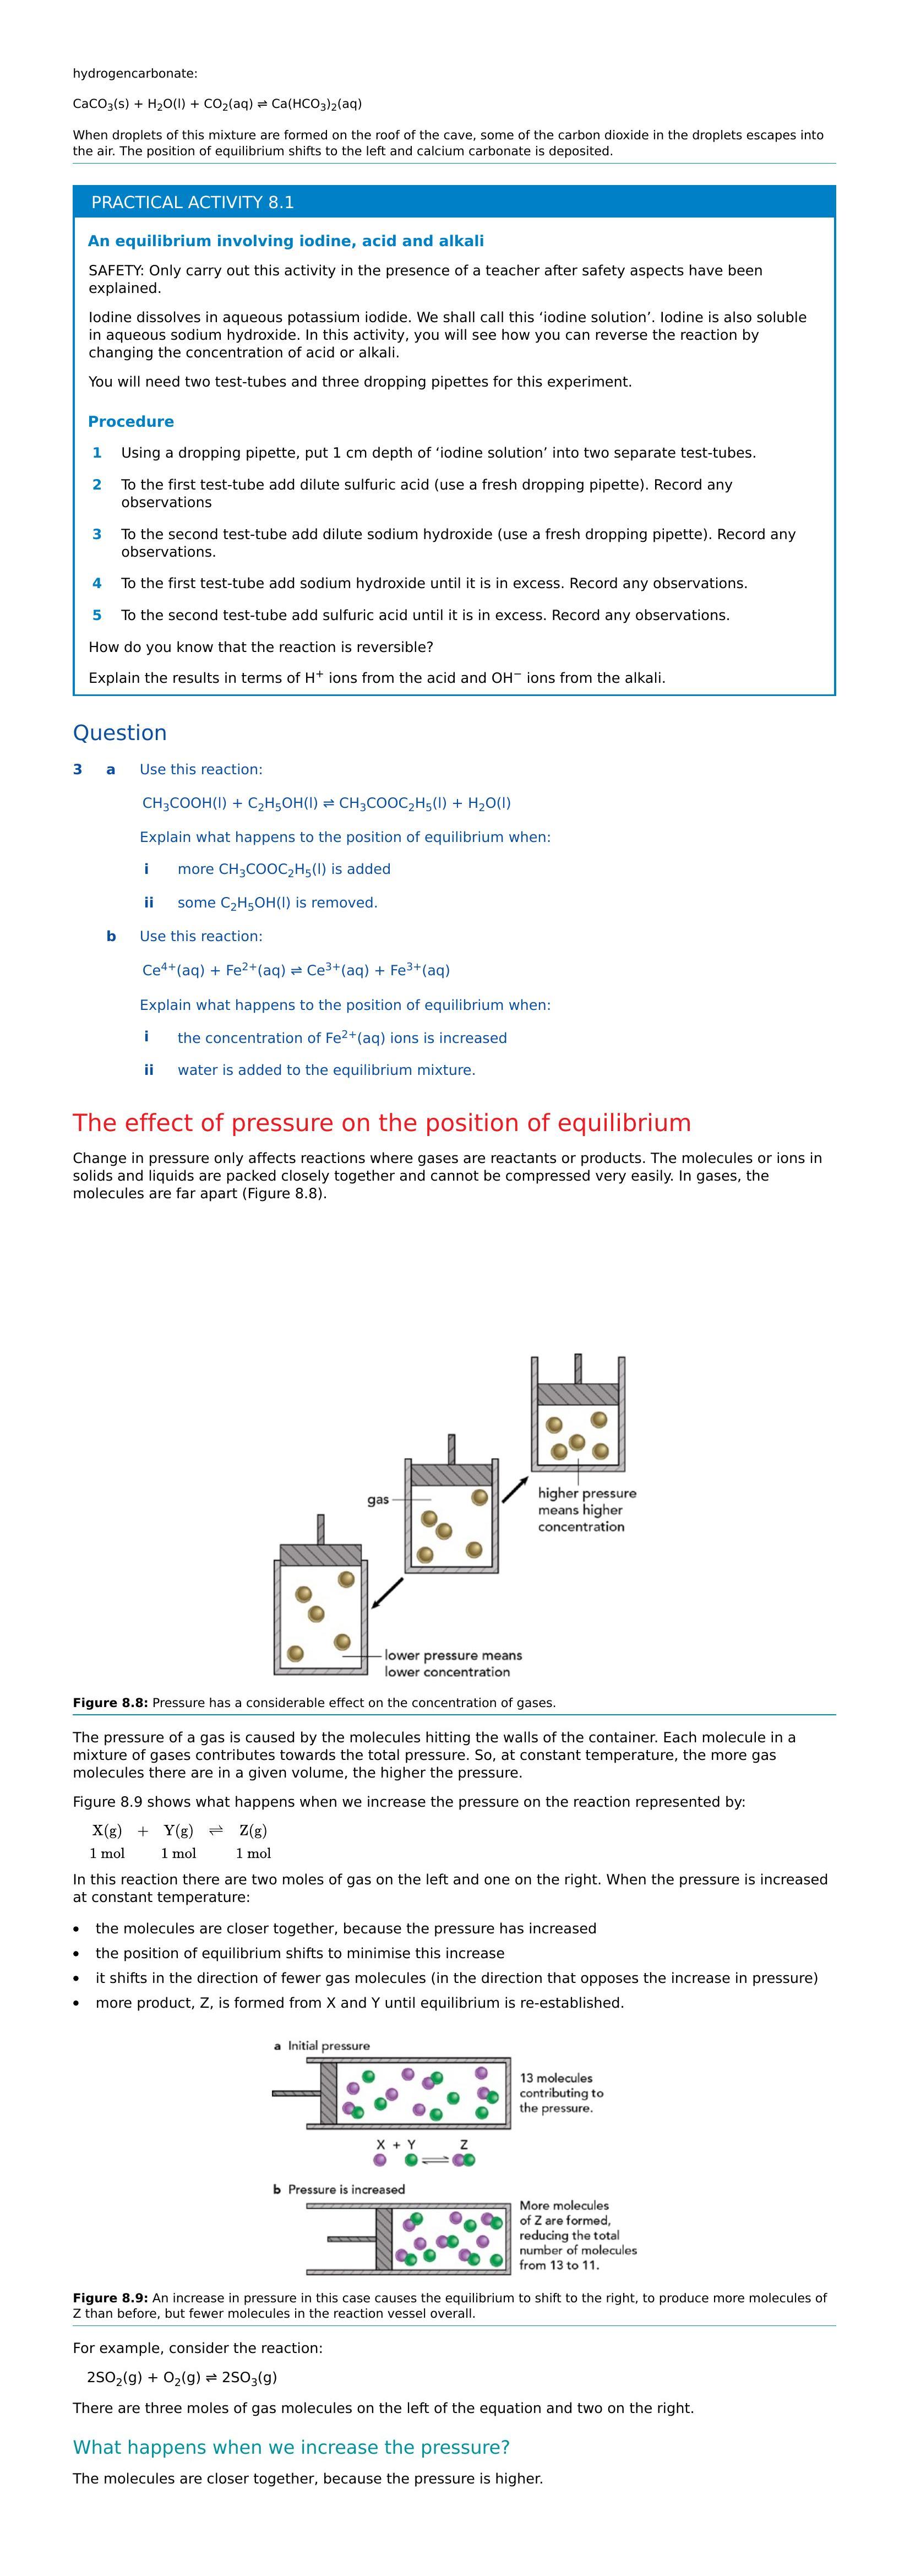 hydrogencarbonate:
CaCO₃(s) + H₂O(l) + CO₂(aq) ⇌ Ca(HCO₃)₂(aq)
When droplets of this mixture are formed on the roof of the cave, some of the carbon dioxide in the droplets escapes into
the air. The position of equilibrium shifts to the left and calcium carbonate is deposited.
PRACTICAL ACTIVITY 8.1
An equilibrium involving iodine, acid and alkali
SAFETY: Only carry out this activity in the presence of a teacher after safety aspects have been
explained.
Iodine dissolves in aqueous potassium iodide. We shall call this ‘iodine solution’. Iodine is also soluble
in aqueous sodium hydroxide. In this activity, you will see how you can reverse the reaction by
changing the concentration of acid or alkali.
You will need two test-tubes and three dropping pipettes for this experiment.
Procedure
1 Using a dropping pipette, put 1 cm depth of ‘iodine solution’ into two separate test-tubes.
2 To the first test-tube add dilute sulfuric acid (use a fresh dropping pipette). Record any
observations
3 To the second test-tube add dilute sodium hydroxide (use a fresh dropping pipette). Record any
observations.
4 To the first test-tube add sodium hydroxide until it is in excess. Record any observations.
5 To the second test-tube add sulfuric acid until it is in excess. Record any observations.
How do you know that the reaction is reversible?
Explain the results in terms of H⁺ ions from the acid and OH⁻ ions from the alkali.
Question
3 a Use this reaction:
CH₃COOH(l) + C₂H₅OH(l) ⇌ CH₃COOC₂H₅(l) + H₂O(l)
Explain what happens to the position of equilibrium when:
i more CH₃COOC₂H₅(l) is added
ii some C₂H₅OH(l) is removed.
b Use this reaction:
Ce⁴⁺(aq) + Fe²⁺(aq) ⇌ Ce³⁺(aq) + Fe³⁺(aq)
Explain what happens to the position of equilibrium when:
i the concentration of Fe²⁺(aq) ions is increased
ii water is added to the equilibrium mixture.
The effect of pressure on the position of equilibrium
Change in pressure only affects reactions where gases are reactants or products. The molecules or ions in
solids and liquids are packed closely together and cannot be compressed very easily. In gases, the
molecules are far apart (Figure 8.8).
higher pressure
means higher
concentration
gas
lower pressure means
lower concentration
Figure 8.8: Pressure has a considerable effect on the concentration of gases.
The pressure of a gas is caused by the molecules hitting the walls of the container. Each molecule in a
mixture of gases contributes towards the total pressure. So, at constant temperature, the more gas
molecules there are in a given volume, the higher the pressure.
Figure 8.9 shows what happens when we increase the pressure on the reaction represented by:
X(g) + Y(g) ⇌ Z(g)
1 mol 1 mol 1 mol
In this reaction there are two moles of gas on the left and one on the right. When the pressure is increased
at constant temperature:
• the molecules are closer together, because the pressure has increased
• the position of equilibrium shifts to minimise this increase
• it shifts in the direction of fewer gas molecules (in the direction that opposes the increase in pressure)
• more product, Z, is formed from X and Y until equilibrium is re-established.
a Initial pressure
13 molecules
contributing to
the pressure.
X + Y Z
b Pressure is increased
More molecules
of Z are formed,
reducing the total
number of molecules
from 13 to 11.
Figure 8.9: An increase in pressure in this case causes the equilibrium to shift to the right, to produce more molecules of
Z than before, but fewer molecules in the reaction vessel overall.
For example, consider the reaction:
2SO₂(g) + O₂(g) ⇌ 2SO₃(g)
There are three moles of gas molecules on the left of the equation and two on the right.
What happens when we increase the pressure?
The molecules are closer together, because the pressure is higher.